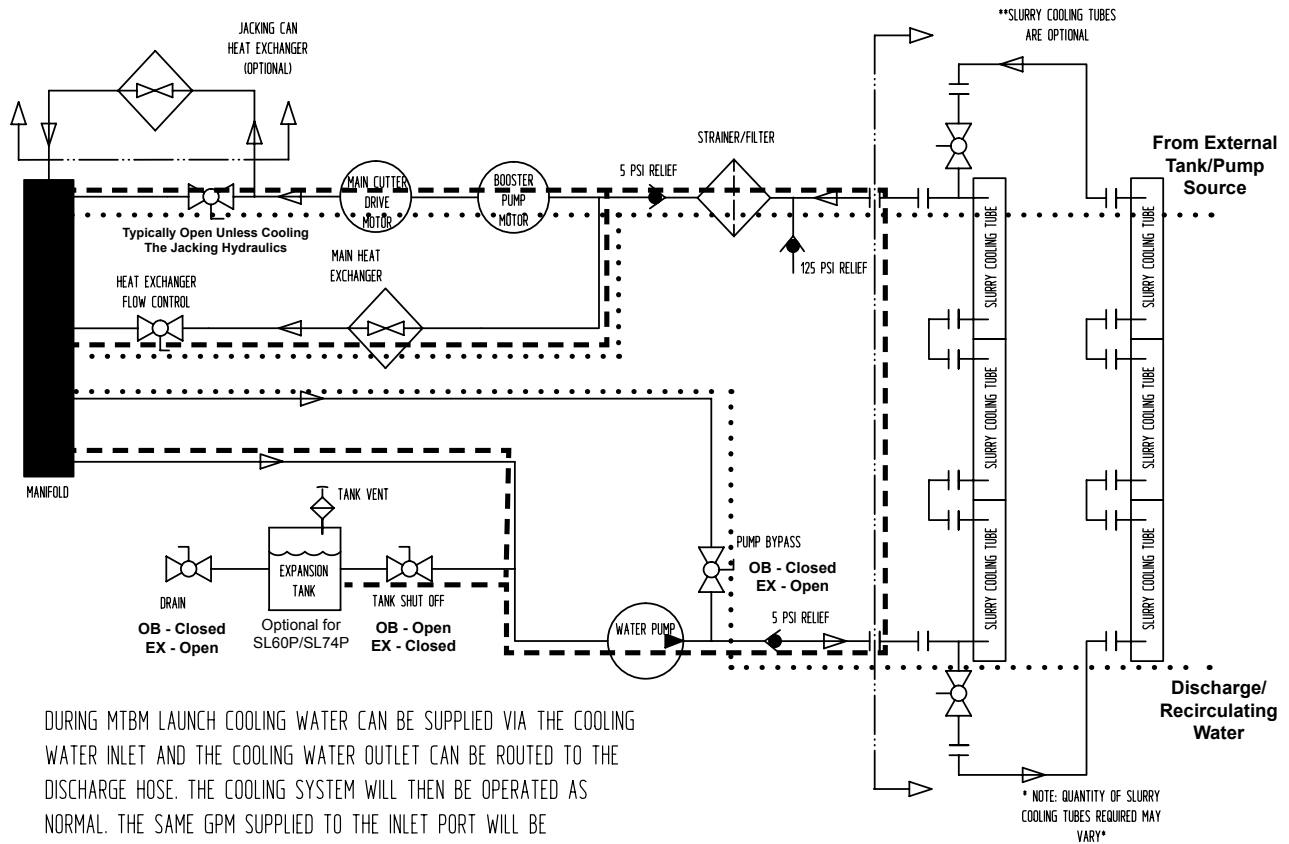 JACKING CAN
HEAT EXCHANGER
(OPTIONAL)
**SLURRY COOLING TUBES
ARE OPTIONAL
STRAINER/FILTER
5 PSI RELIEF
From External
Tank/Pump
Source
MAIN CUTTER
DRIVE
MOTOR
BOOSTER
PUMP
MOTOR
Typically Open Unless Cooling
The Jacking Hydraulics
125 PSI RELIEF
MAIN HEAT
EXCHANGER
HEAT EXCHANGER
FLOW CONTROL
SLURRY COOLING TUBE
SLURRY COOLING TUBE
SLURRY COOLING TUBE
SLURRY COOLING TUBE
SLURRY COOLING TUBE
SLURRY COOLING TUBE
MANIFOLD
TANK VENT
EXPANSION
TANK
Optional for
SL60P/SL74P
DRAIN
OB - Closed
EX - Open
TANK SHUT OFF
OB - Open
EX - Closed
PUMP BYPASS
OB - Closed
EX - Open
WATER PUMP
5 PSI RELIEF
Discharge/
Recirculating
Water
DURING MTBM LAUNCH COOLING WATER CAN BE SUPPLIED VIA THE COOLING
WATER INLET AND THE COOLING WATER OUTLET CAN BE ROUTED TO THE
DISCHARGE HOSE. THE COOLING SYSTEM WILL THEN BE OPERATED AS
NORMAL. THE SAME GPM SUPPLIED TO THE INLET PORT WILL BE
* NOTE: QUANTITY OF SLURRY
COOLING TUBES REQUIRED MAY
VARY*